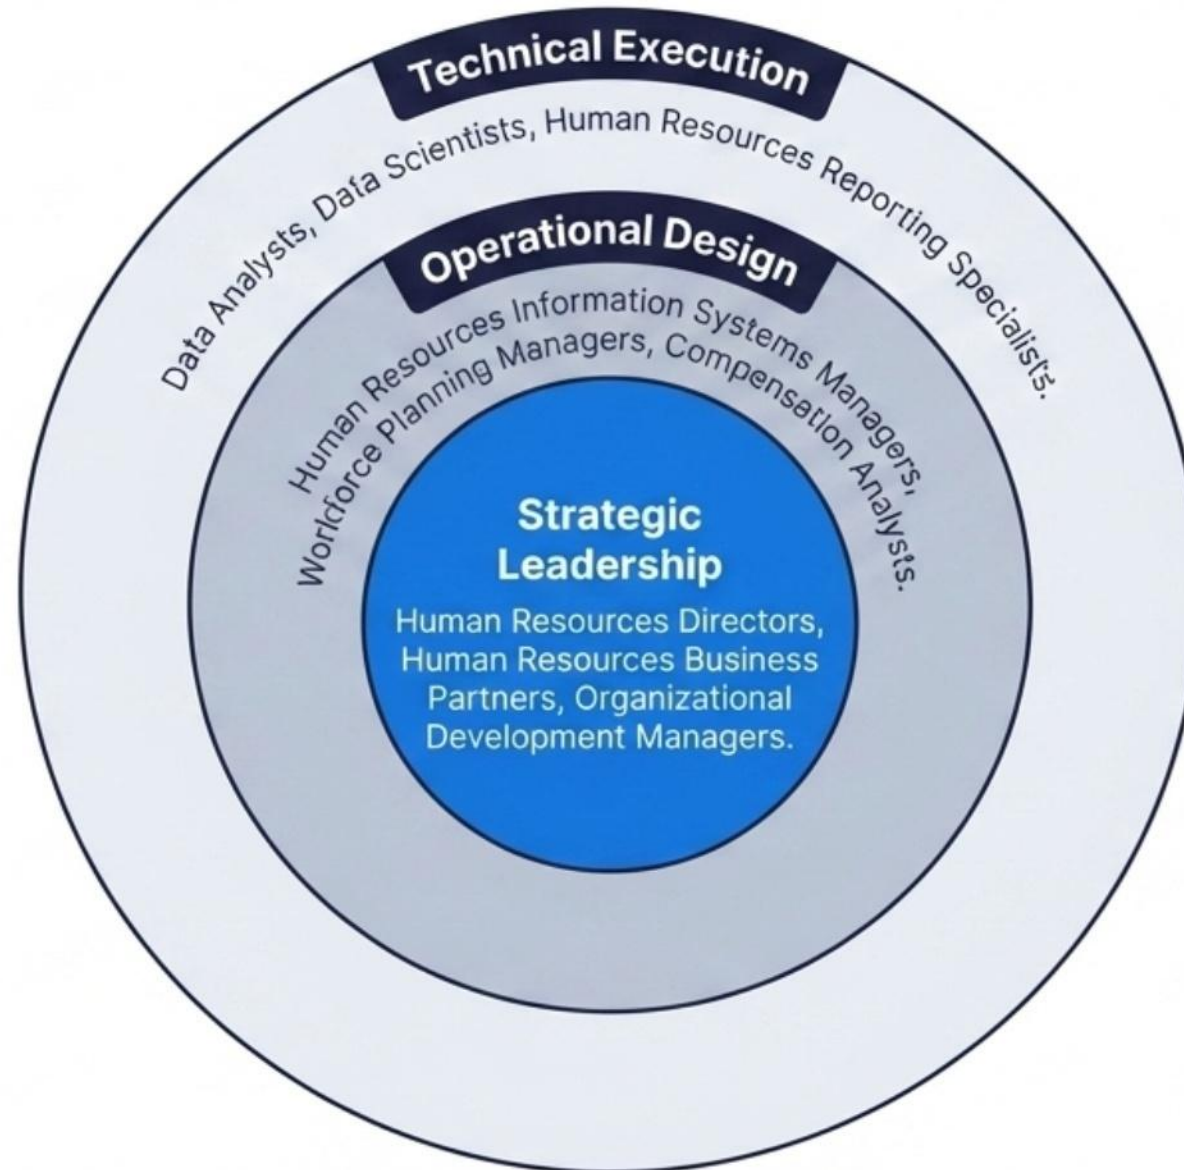 Technical Execution
Data Analysts, Data Scientists, Human Resources Reporting Specialists.
Operational Design
Human Resources Information Systems Managers,
Workforce Planning Managers, Compensation Analysts.
Strategic
Leadership
Human Resources Directors,
Human Resources Business
Partners, Organizational
Development Managers.